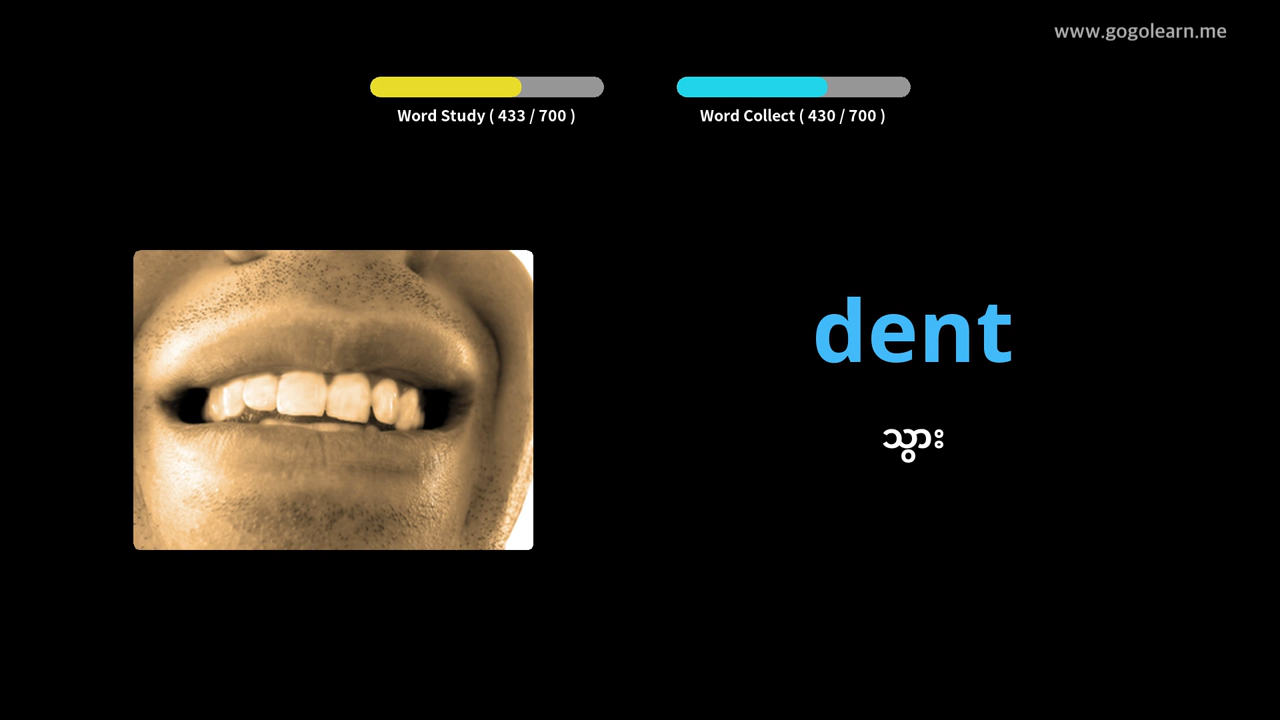 www.gogolearn.me
Word Study ( 433 / 700 )
Word Collect ( 430 / 700 )
dent
သွား